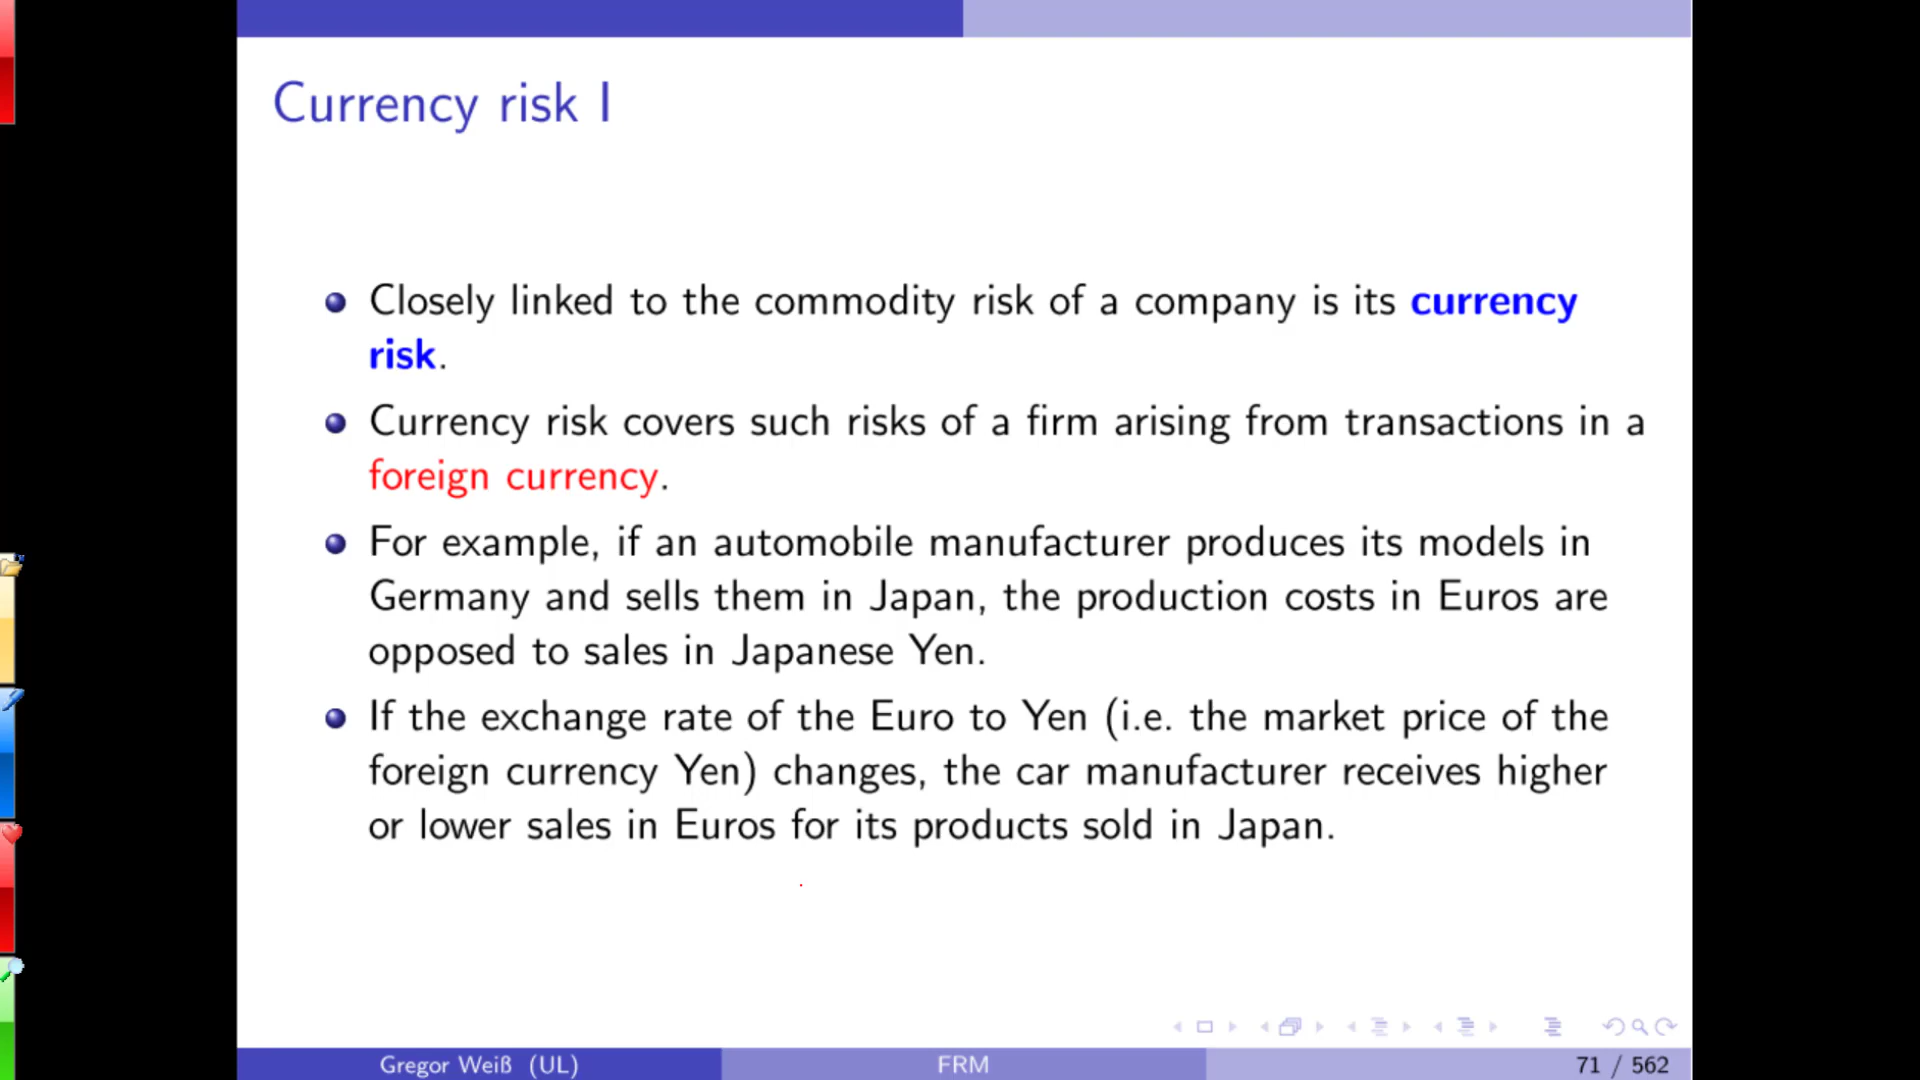 Currency risk I
Closely linked to the commodity risk of a company is its currency
risk.
Currency risk covers such risks of a firm arising from transactions in a
foreign currency.
For example, if an automobile manufacturer produces its models in
Germany and sells them in Japan, the production costs in Euros are
opposed to sales in Japanese Yen.
If the exchange rate of the Euro to Yen (i.e. the market price of the
foreign currency Yen) changes, the car manufacturer receives higher
or lower sales in Euros for its products sold in Japan.
Gregor Weiß (UL)
FRM
71 / 562